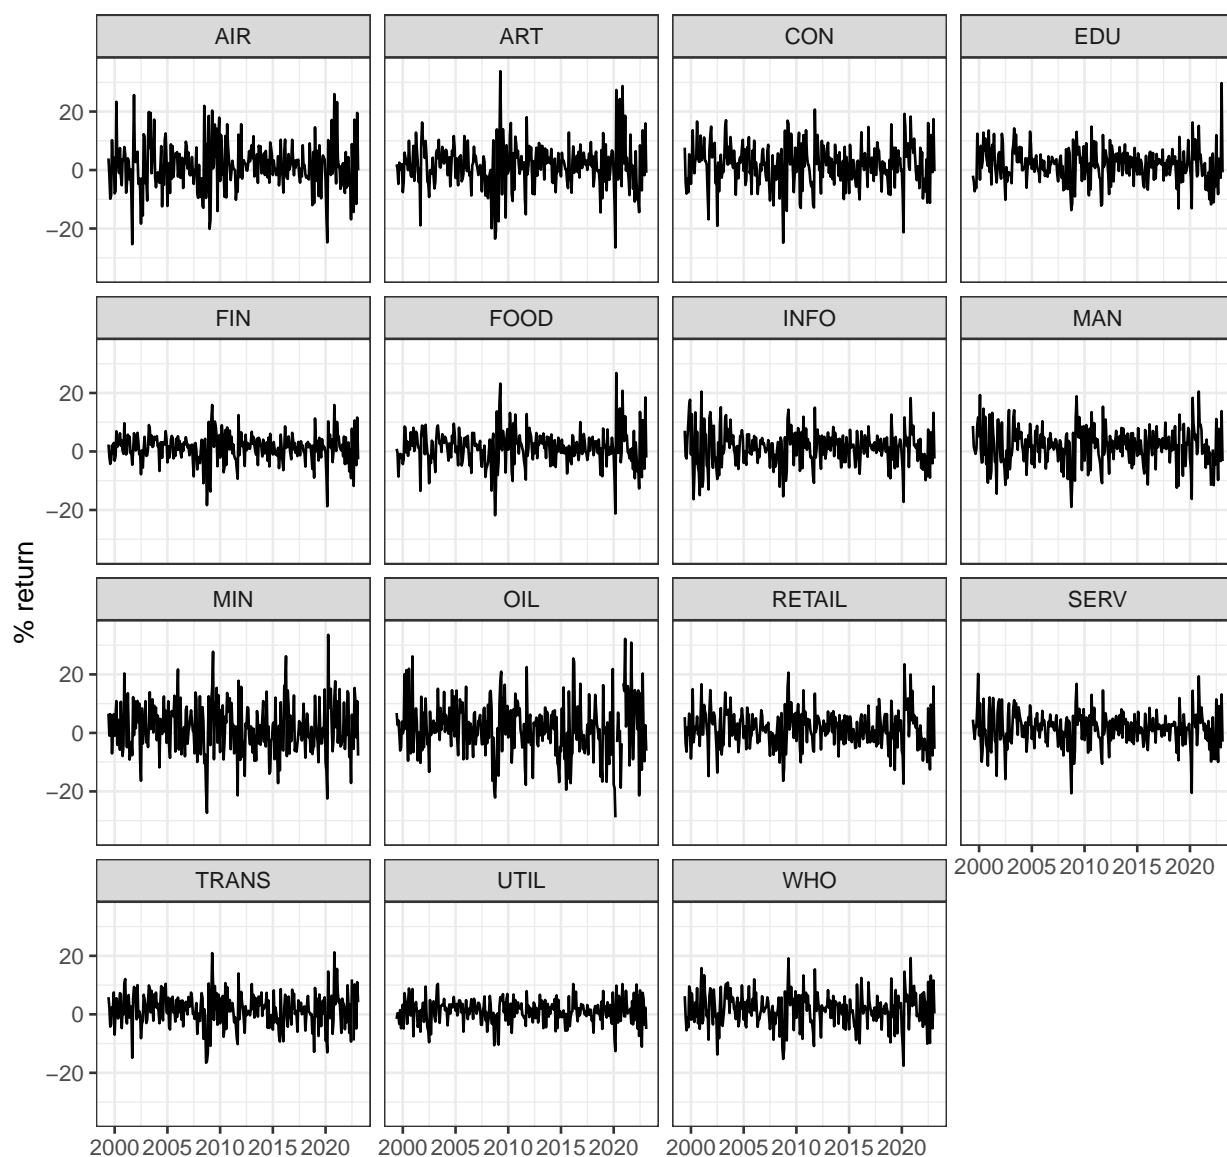 AIR ART CON EDU
20
0
−20
FIN FOOD INFO MAN
20
0
−20
% return
MIN OIL RETAIL SERV
20
0
−20
2000 2005 2010 2015 2020
TRANS UTIL WHO
20
0
−20
2000 2005 2010 2015 2020 2000 2005 2010 2015 2020 2000 2005 2010 2015 2020